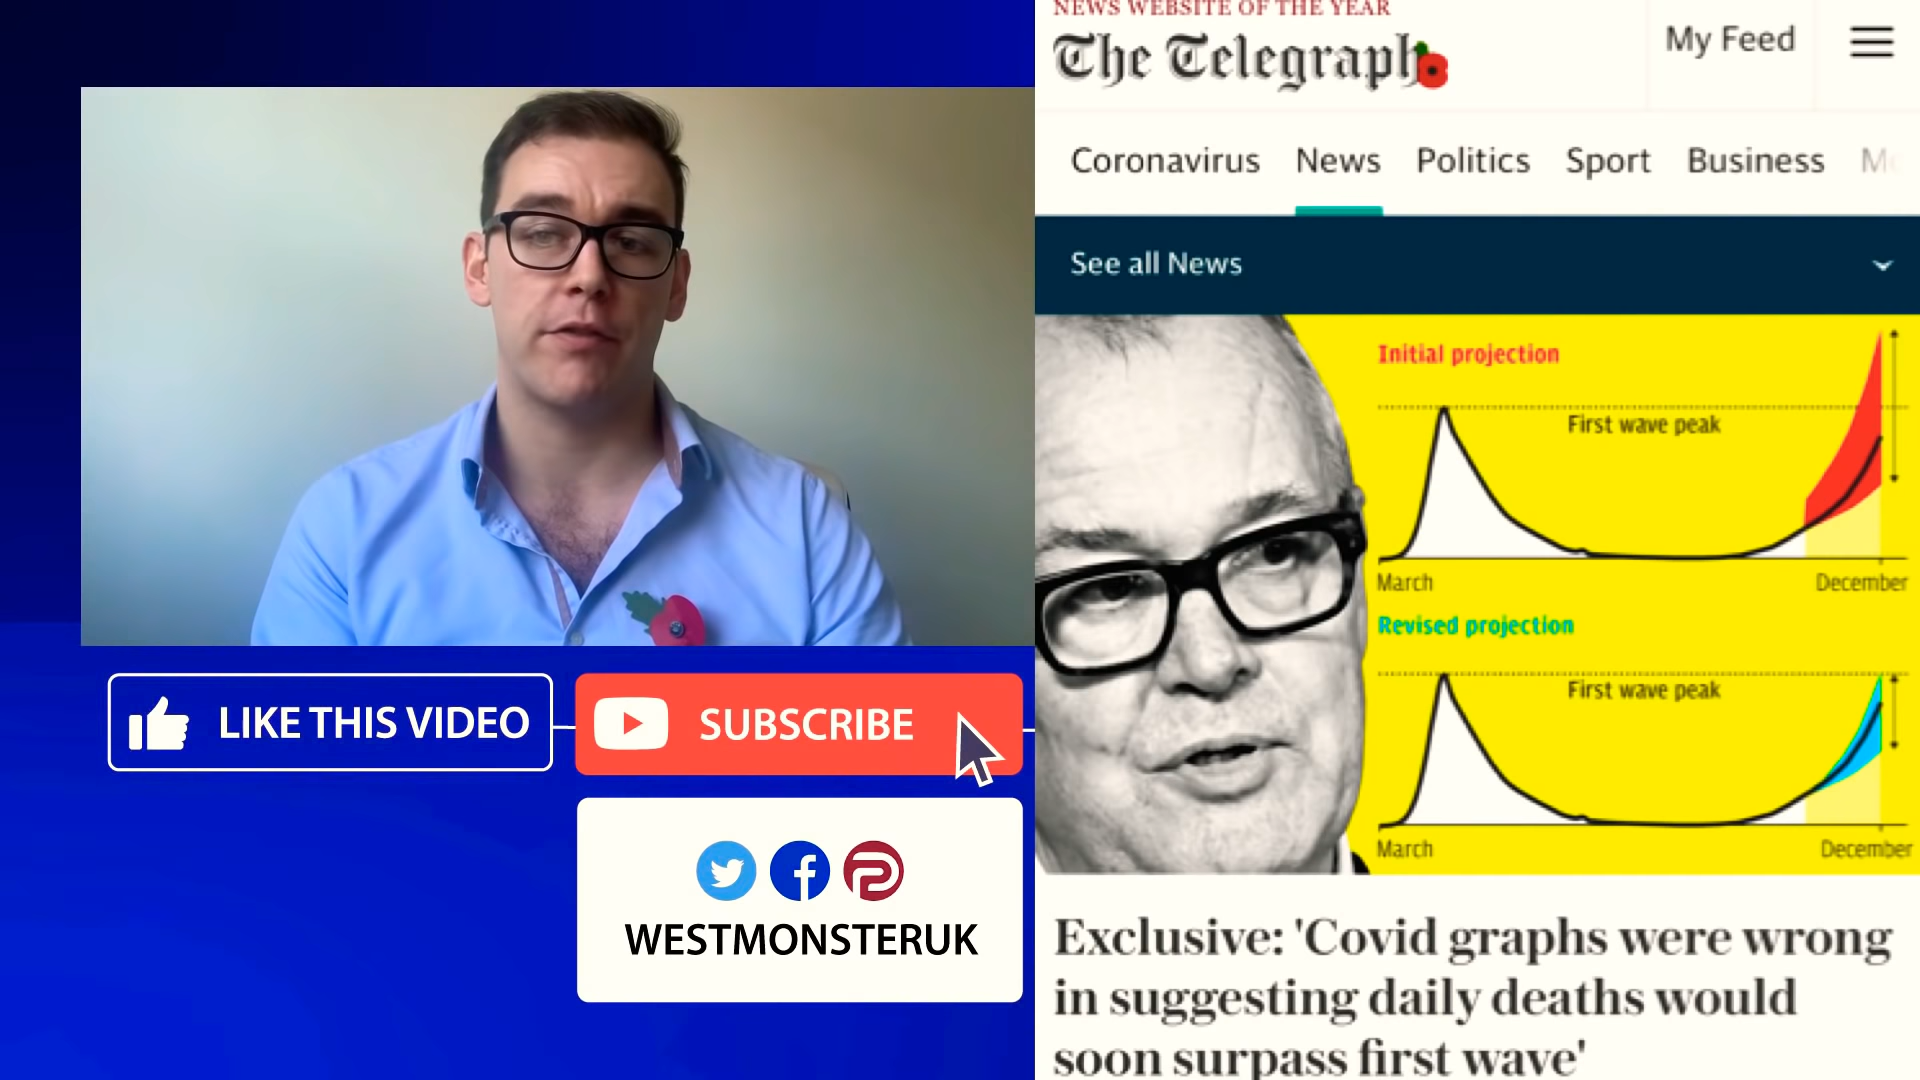 LIKE THIS VIDEO
SUBSCRIBE
WESTMONSTERUK
NEWS WEBSITE OF THE YEAR
The Telegraph
My Feed
Coronavirus News Politics Sport Business
See all News
Initial projection
First wave peak
March December
Revised projection
First wave peak
March December
Exclusive: 'Covid graphs were wrong
in suggesting daily deaths would
soon surpass first wave'